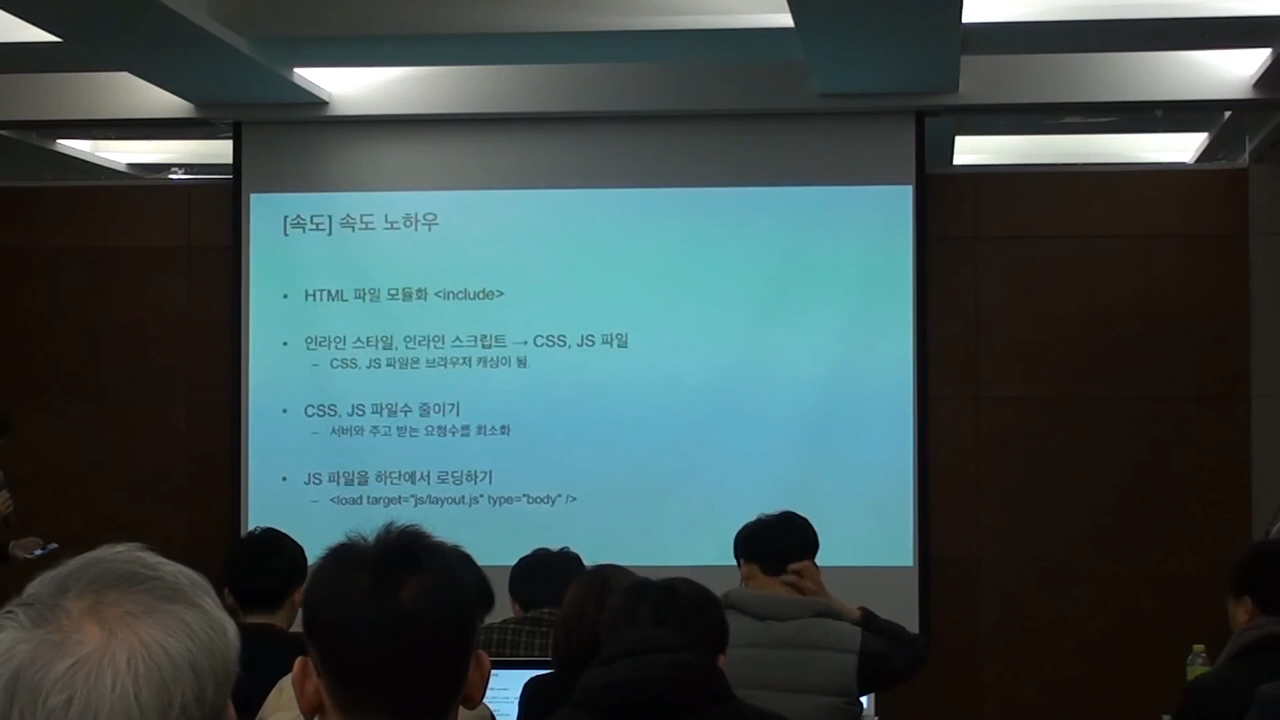 [속도] 속도 노하우
• HTML 파일 모듈화 <include>
• 인라인 스타일, 인라인 스크립트 → CSS, JS 파일
– CSS, JS 파일은 브라우저 캐싱이 됨.
• CSS, JS 파일수 줄이기
– 서버와 주고 받는 요청수를 최소화
• JS 파일을 하단에서 로딩하기
– <load target="js/layout.js" type="body" />